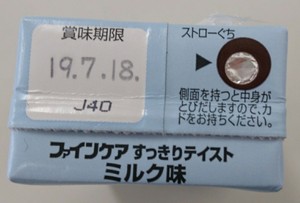 賞味期限
19.7.18.
J40
ストローぐち
側面を持つと中身が
とびだしますので、カ
ドをお持ちください。
ファインケア すっきりテイスト
ミルク味